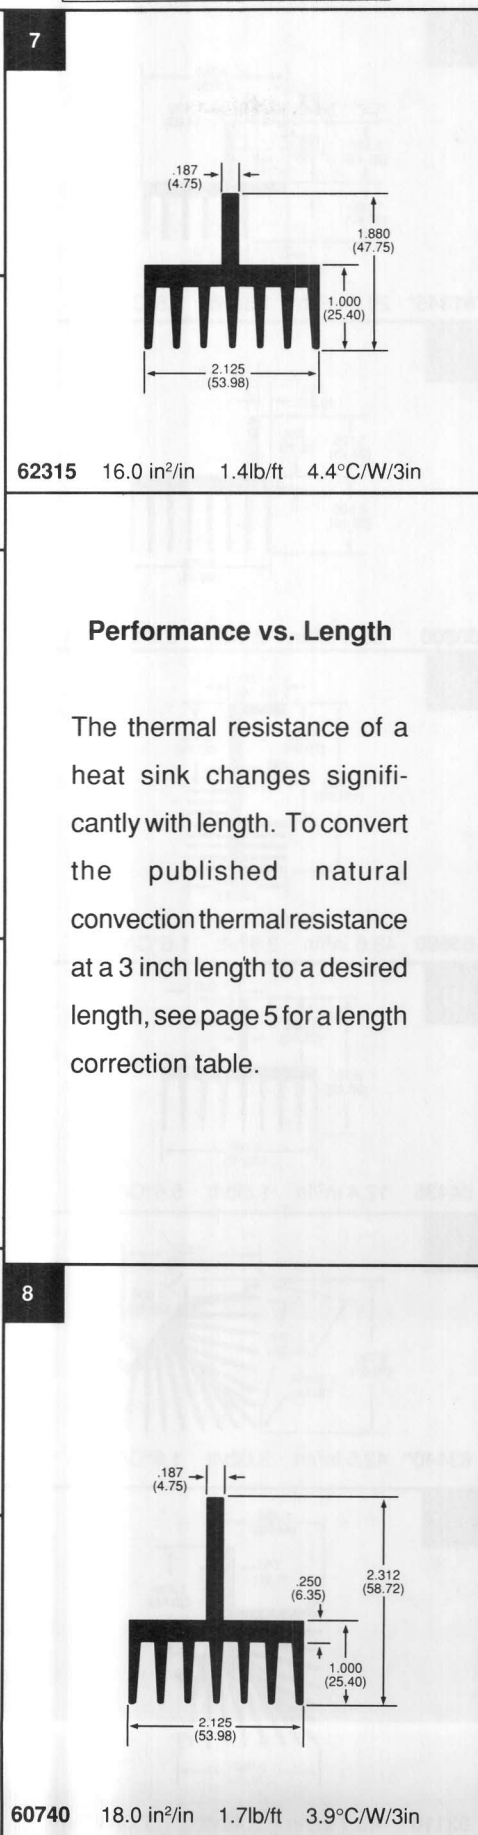 7
.187
(4.75)
1.880
(47.75)
1.000
(25.40)
2.125
(53.98)
62315 16.0 in²/in 1.4lb/ft 4.4°C/W/3in
Performance vs. Length
The thermal resistance of a
heat sink changes signifi-
cantly with length. To convert
the published natural
convection thermal resistance
at a 3 inch length to a desired
length, see page 5 for a length
correction table.
8
.187
(4.75)
2.312
(58.72)
.250
(6.35)
1.000
(25.40)
2.125
(53.98)
60740 18.0 in²/in 1.7lb/ft 3.9°C/W/3in